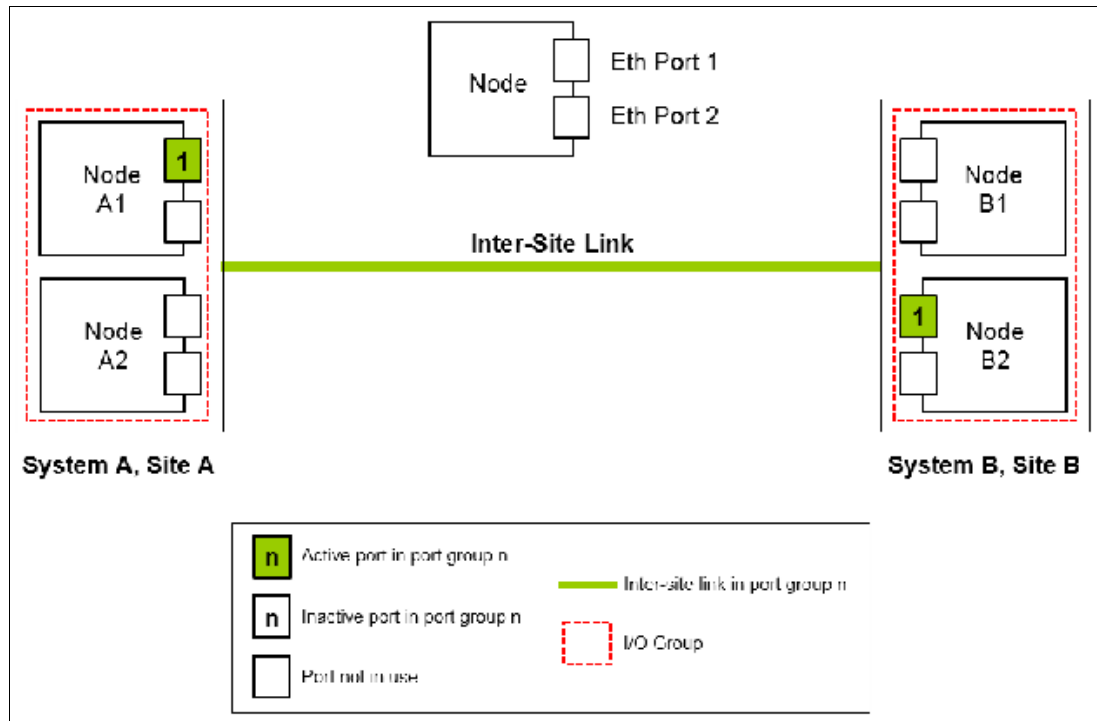 Node
Eth Port 1
Eth Port 2
Node
A1
1
Node
A2
Inter-Site Link
Node
B1
1
Node
B2
System A, Site A
System B, Site B
n Active port in port group n
n Inactive port in port group n
Port not in use
Inter-site link in port group n
I/O Group